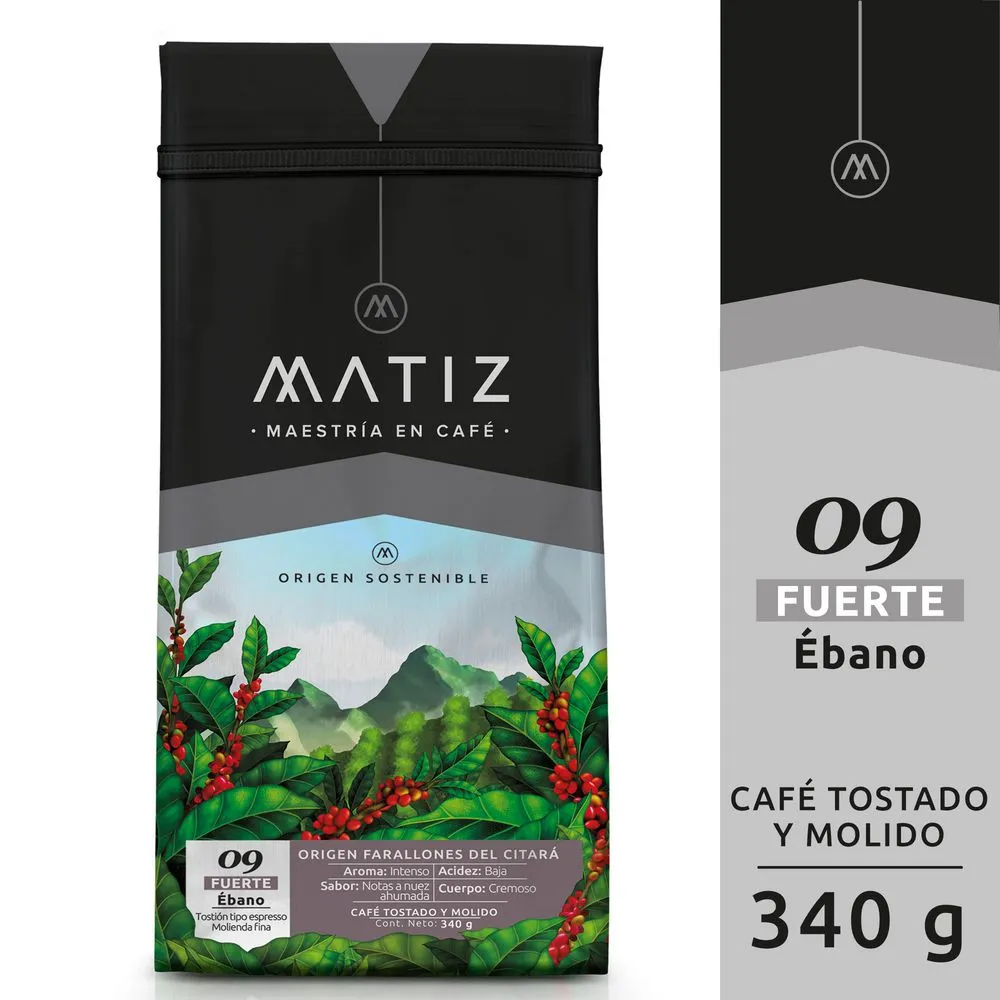 MATIZ
· MAESTRÍA EN CAFÉ ·
ORIGEN SOSTENIBLE
09
FUERTE
Ébano
Tostión tipo espresso
Molienda fina
ORIGEN FARALLONES DEL CITARÁ
Aroma: Intenso | Acidez: Baja
Sabor: Notas a nuez ahumada | Cuerpo: Cremoso
CAFÉ TOSTADO Y MOLIDO
Cont. Neto: 340 g
09
FUERTE
Ébano
CAFÉ TOSTADO
Y MOLIDO
340 g